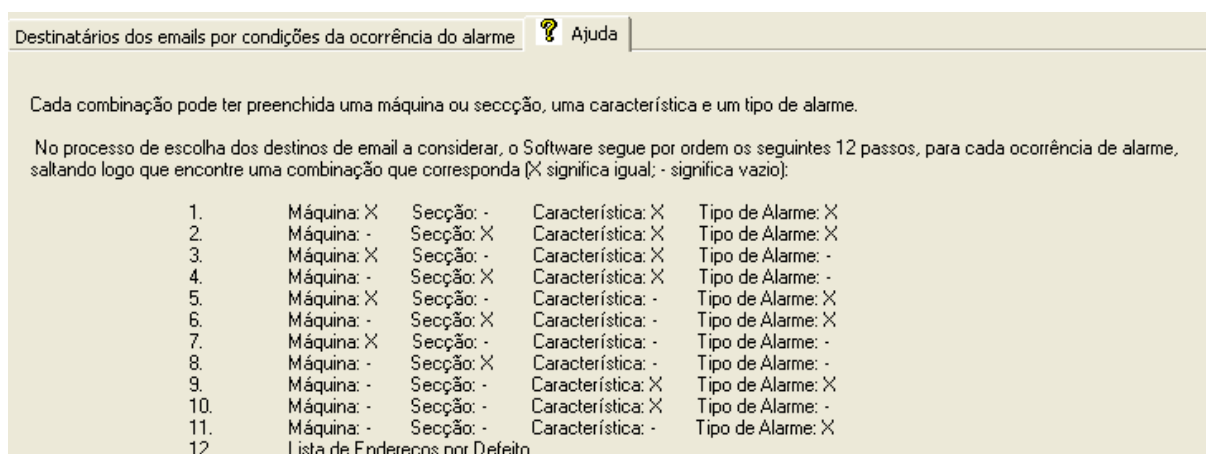 Destinatários dos emails por condições da ocorrência do alarme ? Ajuda
Cada combinação pode ter preenchida uma máquina ou seccção, uma característica e um tipo de alarme.
No processo de escolha dos destinos de email a considerar, o Software segue por ordem os seguintes 12 passos, para cada ocorrência de alarme,
saltando logo que encontre uma combinação que corresponda (X significa igual; - significa vazio):
1. Máquina: X Secção: - Característica: X Tipo de Alarme: X
2. Máquina: - Secção: X Característica: X Tipo de Alarme: X
3. Máquina: X Secção: - Característica: X Tipo de Alarme: -
4. Máquina: - Secção: X Característica: X Tipo de Alarme: -
5. Máquina: X Secção: - Característica: - Tipo de Alarme: X
6. Máquina: - Secção: X Característica: - Tipo de Alarme: X
7. Máquina: X Secção: - Característica: - Tipo de Alarme: -
8. Máquina: - Secção: X Característica: - Tipo de Alarme: -
9. Máquina: - Secção: - Característica: X Tipo de Alarme: X
10. Máquina: - Secção: - Característica: X Tipo de Alarme: -
11. Máquina: - Secção: - Característica: - Tipo de Alarme: X
12 Lista de Endereços por Defeito